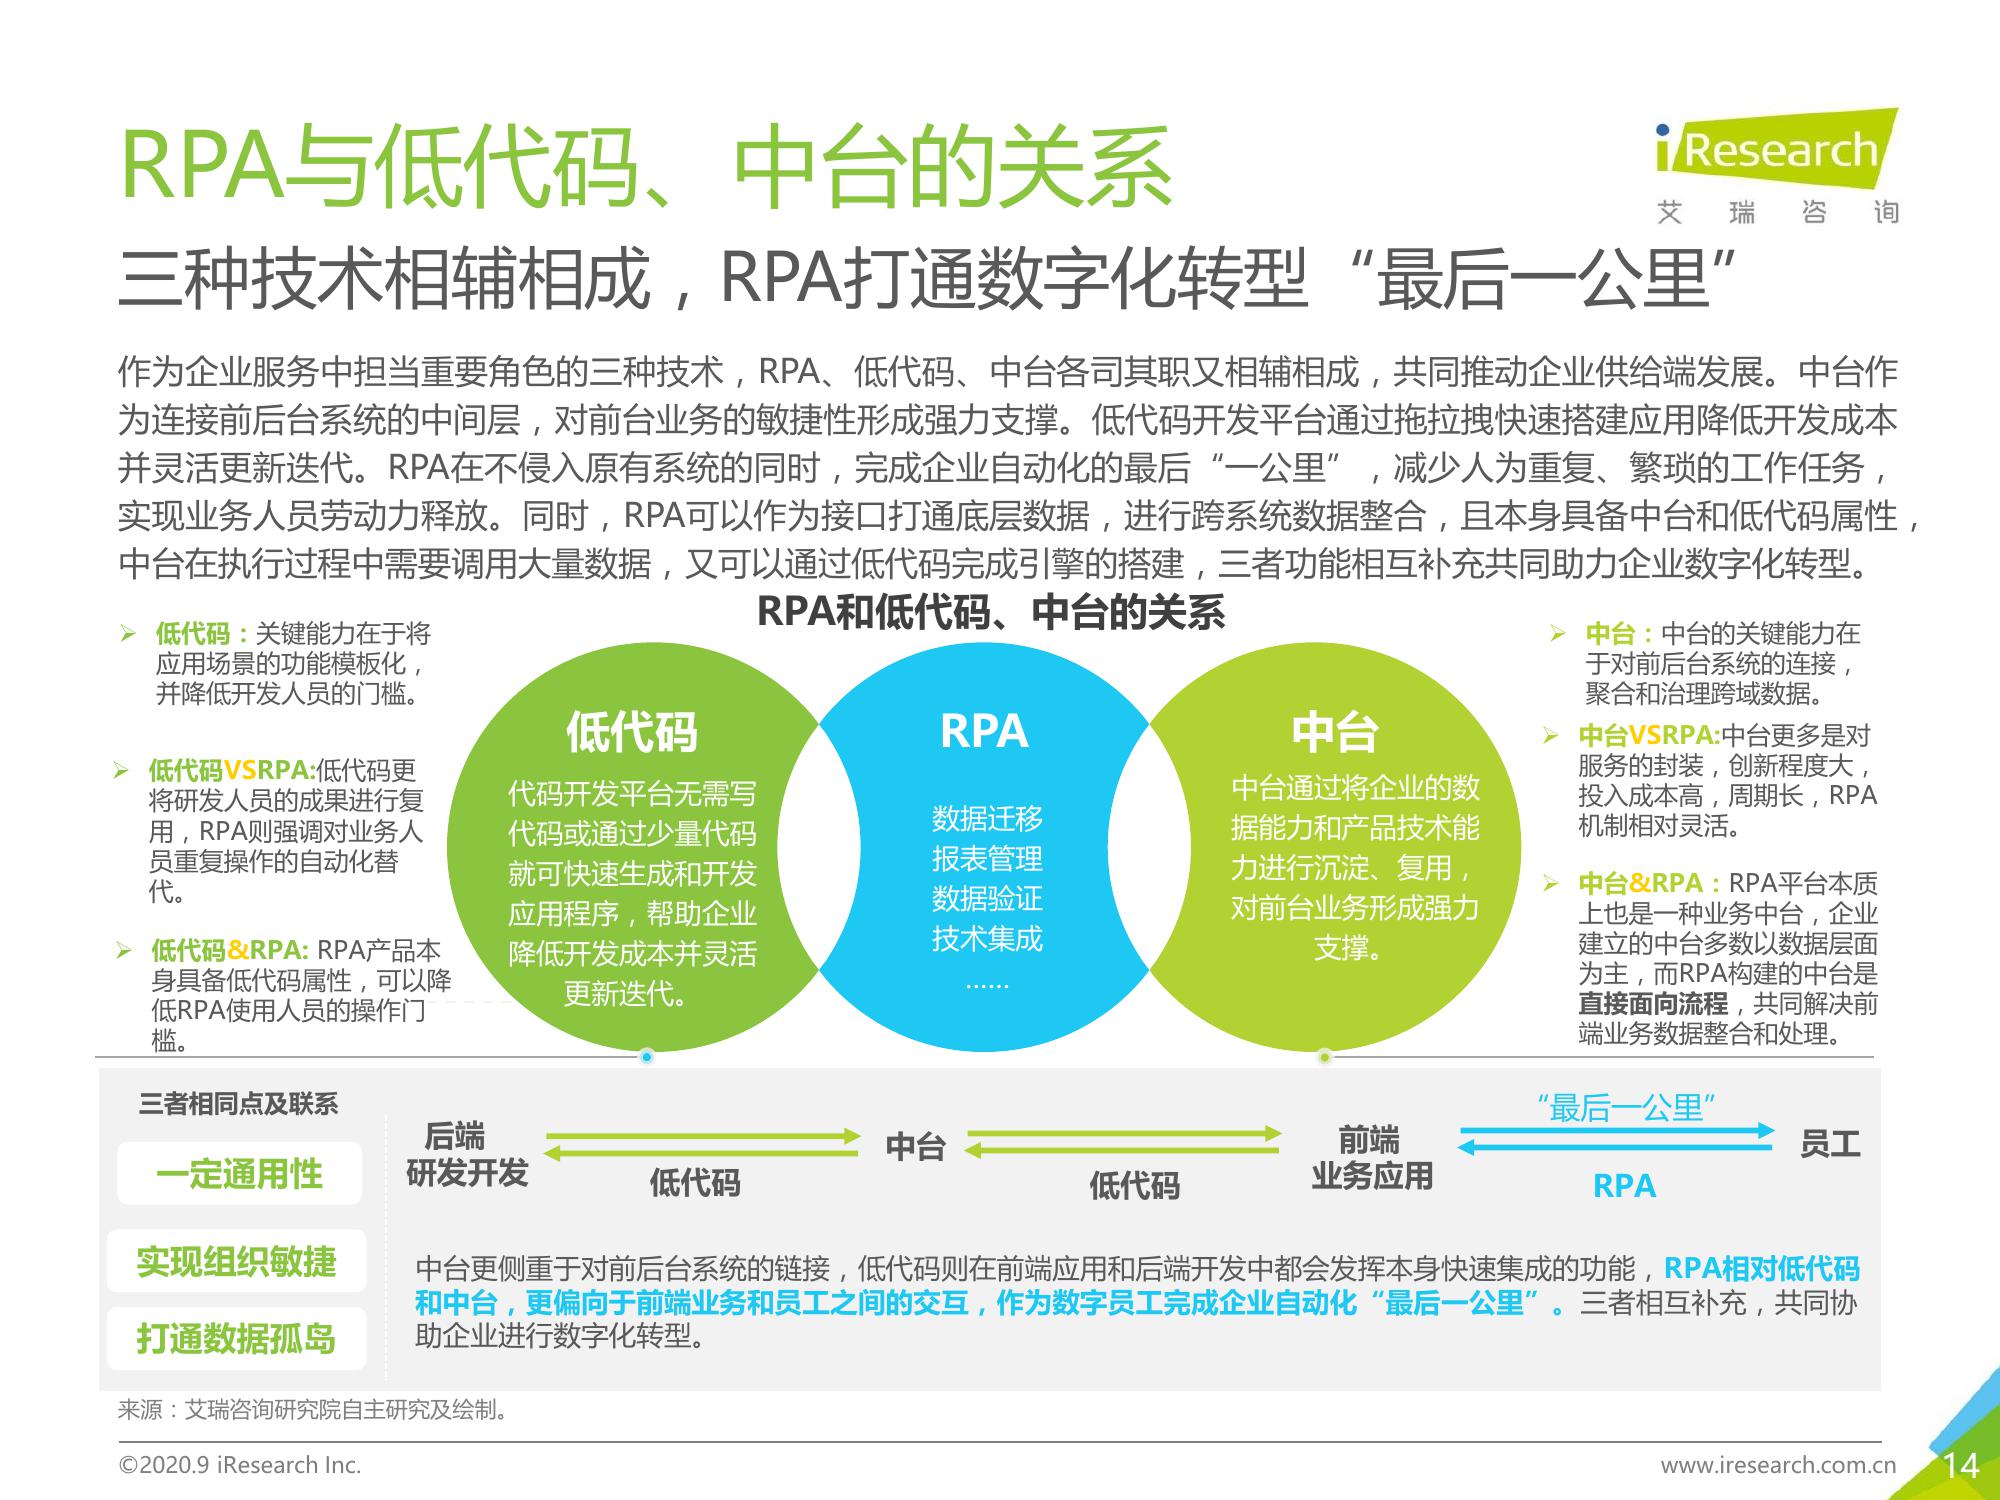 RPA与低代码、中台的关系
iResearch
艾瑞咨询
三种技术相辅相成，RPA打通数字化转型“最后一公里”
作为企业服务中担当重要角色的三种技术，RPA、低代码、中台各司其职又相辅相成，共同推动企业供给端发展。中台作
为连接前后台系统的中间层，对前台业务的敏捷性形成强力支撑。低代码开发平台通过拖拉拽快速搭建应用降低开发成本
并灵活更新迭代。RPA在不侵入原有系统的同时，完成企业自动化的最后“一公里”，减少人为重复、繁琐的工作任务，
实现业务人员劳动力释放。同时，RPA可以作为接口打通底层数据，进行跨系统数据整合，且本身具备中台和低代码属性，
中台在执行过程中需要调用大量数据，又可以通过低代码完成引擎的搭建，三者功能相互补充共同助力企业数字化转型。
RPA和低代码、中台的关系
低代码：关键能力在于将
应用场景的功能模板化，
并降低开发人员的门槛。
低代码VSRPA:低代码更
将研发人员的成果进行复
用，RPA则强调对业务人
员重复操作的自动化替
代。
低代码&RPA: RPA产品本
身具备低代码属性，可以降
低RPA使用人员的操作门
槛。
低代码
代码开发平台无需写
代码或通过少量代码
就可快速生成和开发
应用程序，帮助企业
降低开发成本并灵活
更新迭代。
RPA
数据迁移
报表管理
数据验证
技术集成
……
中台
中台通过将企业的数
据能力和产品技术能
力进行沉淀、复用，
对前台业务形成强力
支撑。
中台：中台的关键能力在
于对前后台系统的连接，
聚合和治理跨域数据。
中台VSRPA:中台更多是对
服务的封装，创新程度大，
投入成本高，周期长，RPA
机制相对灵活。
中台&RPA：RPA平台本质
上也是一种业务中台，企业
建立的中台多数以数据层面
为主，而RPA构建的中台是
直接面向流程，共同解决前
端业务数据整合和处理。
三者相同点及联系
一定通用性
实现组织敏捷
打通数据孤岛
后端
研发开发
低代码
中台
低代码
前端
业务应用
“最后一公里”
RPA
员工
中台更侧重于对前后台系统的链接，低代码则在前端应用和后端开发中都会发挥本身快速集成的功能，RPA相对低代码
和中台，更偏向于前端业务和员工之间的交互，作为数字员工完成企业自动化“最后一公里”。三者相互补充，共同协
助企业进行数字化转型。
来源：艾瑞咨询研究院自主研究及绘制。
©2020.9 iResearch Inc.
www.iresearch.com.cn
14